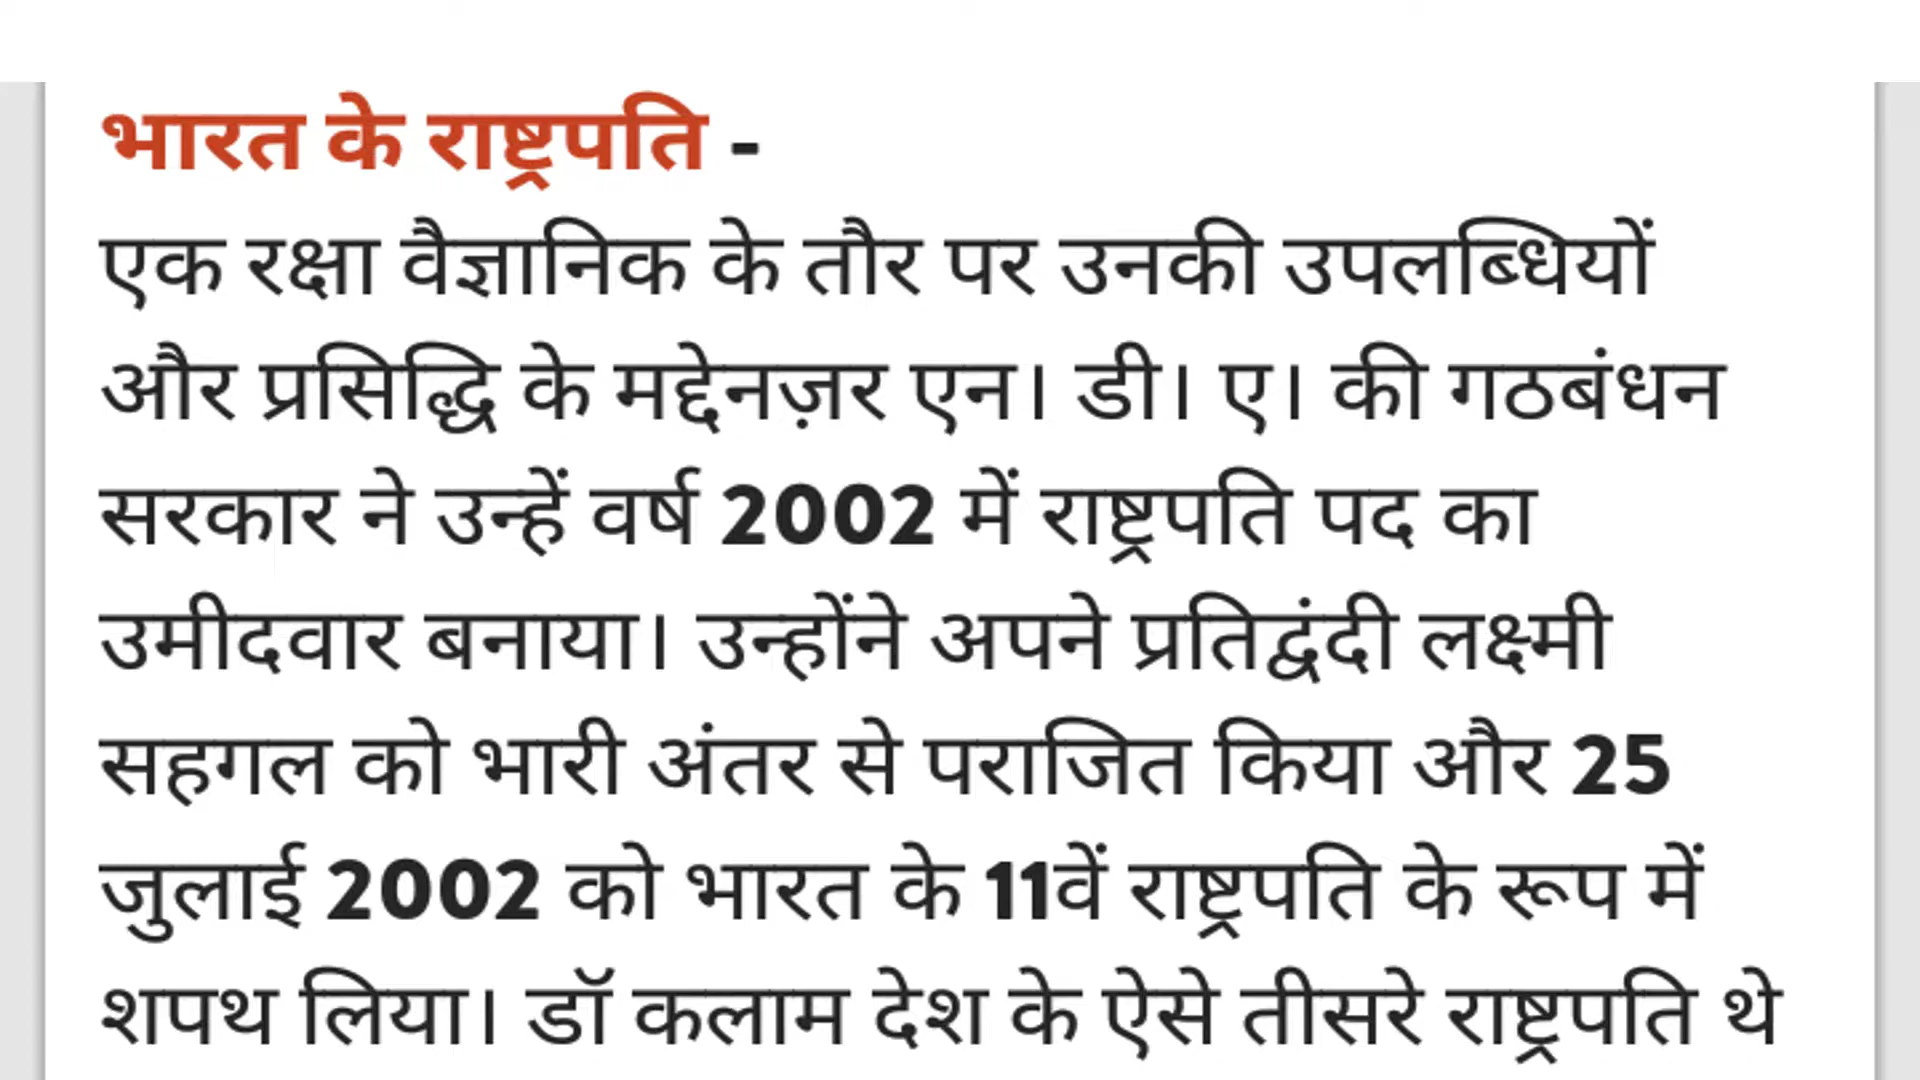 भारत के राष्ट्रपति -
एक रक्षा वैज्ञानिक के तौर पर उनकी उपलब्धियों
और प्रसिद्धि के मद्देनज़र एन। डी। ए। की गठबंधन
सरकार ने उन्हें वर्ष 2002 में राष्ट्रपति पद का
उमीदवार बनाया। उन्होंने अपने प्रतिद्वंदी लक्ष्मी
सहगल को भारी अंतर से पराजित किया और 25
जुलाई 2002 को भारत के 11वें राष्ट्रपति के रूप में
शपथ लिया। डॉ कलाम देश के ऐसे तीसरे राष्ट्रपति थे